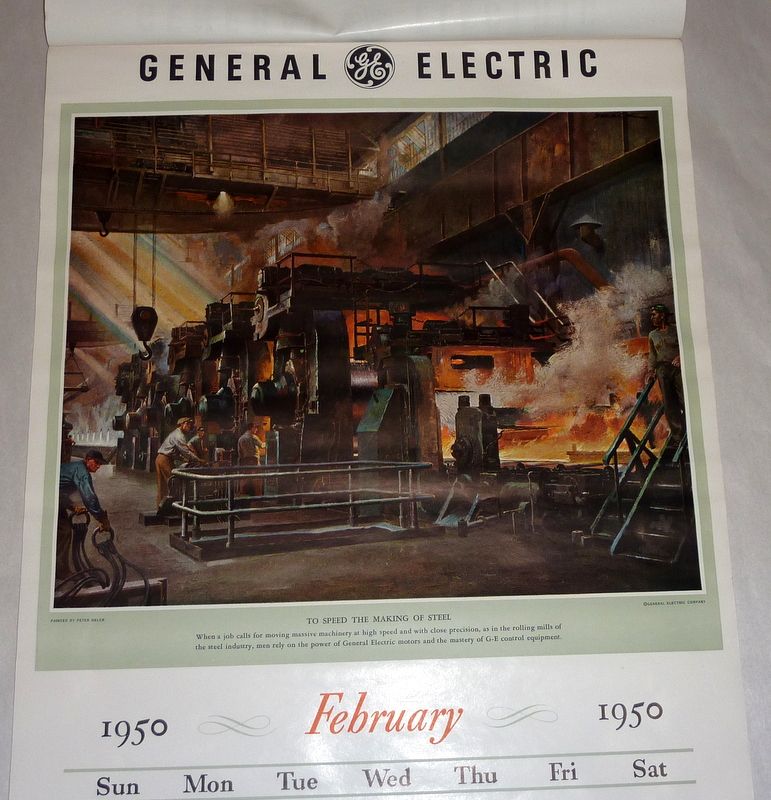 GENERAL GE ELECTRIC
PAINTED BY PETER HELCK
©GENERAL ELECTRIC COMPANY
TO SPEED THE MAKING OF STEEL
When a job calls for moving massive machinery at high speed and with close precision, as in the rolling mills of
the steel industry, men rely on the power of General Electric motors and the mastery of G-E control equipment.
1950 February 1950
Sun Mon Tue Wed Thu Fri Sat